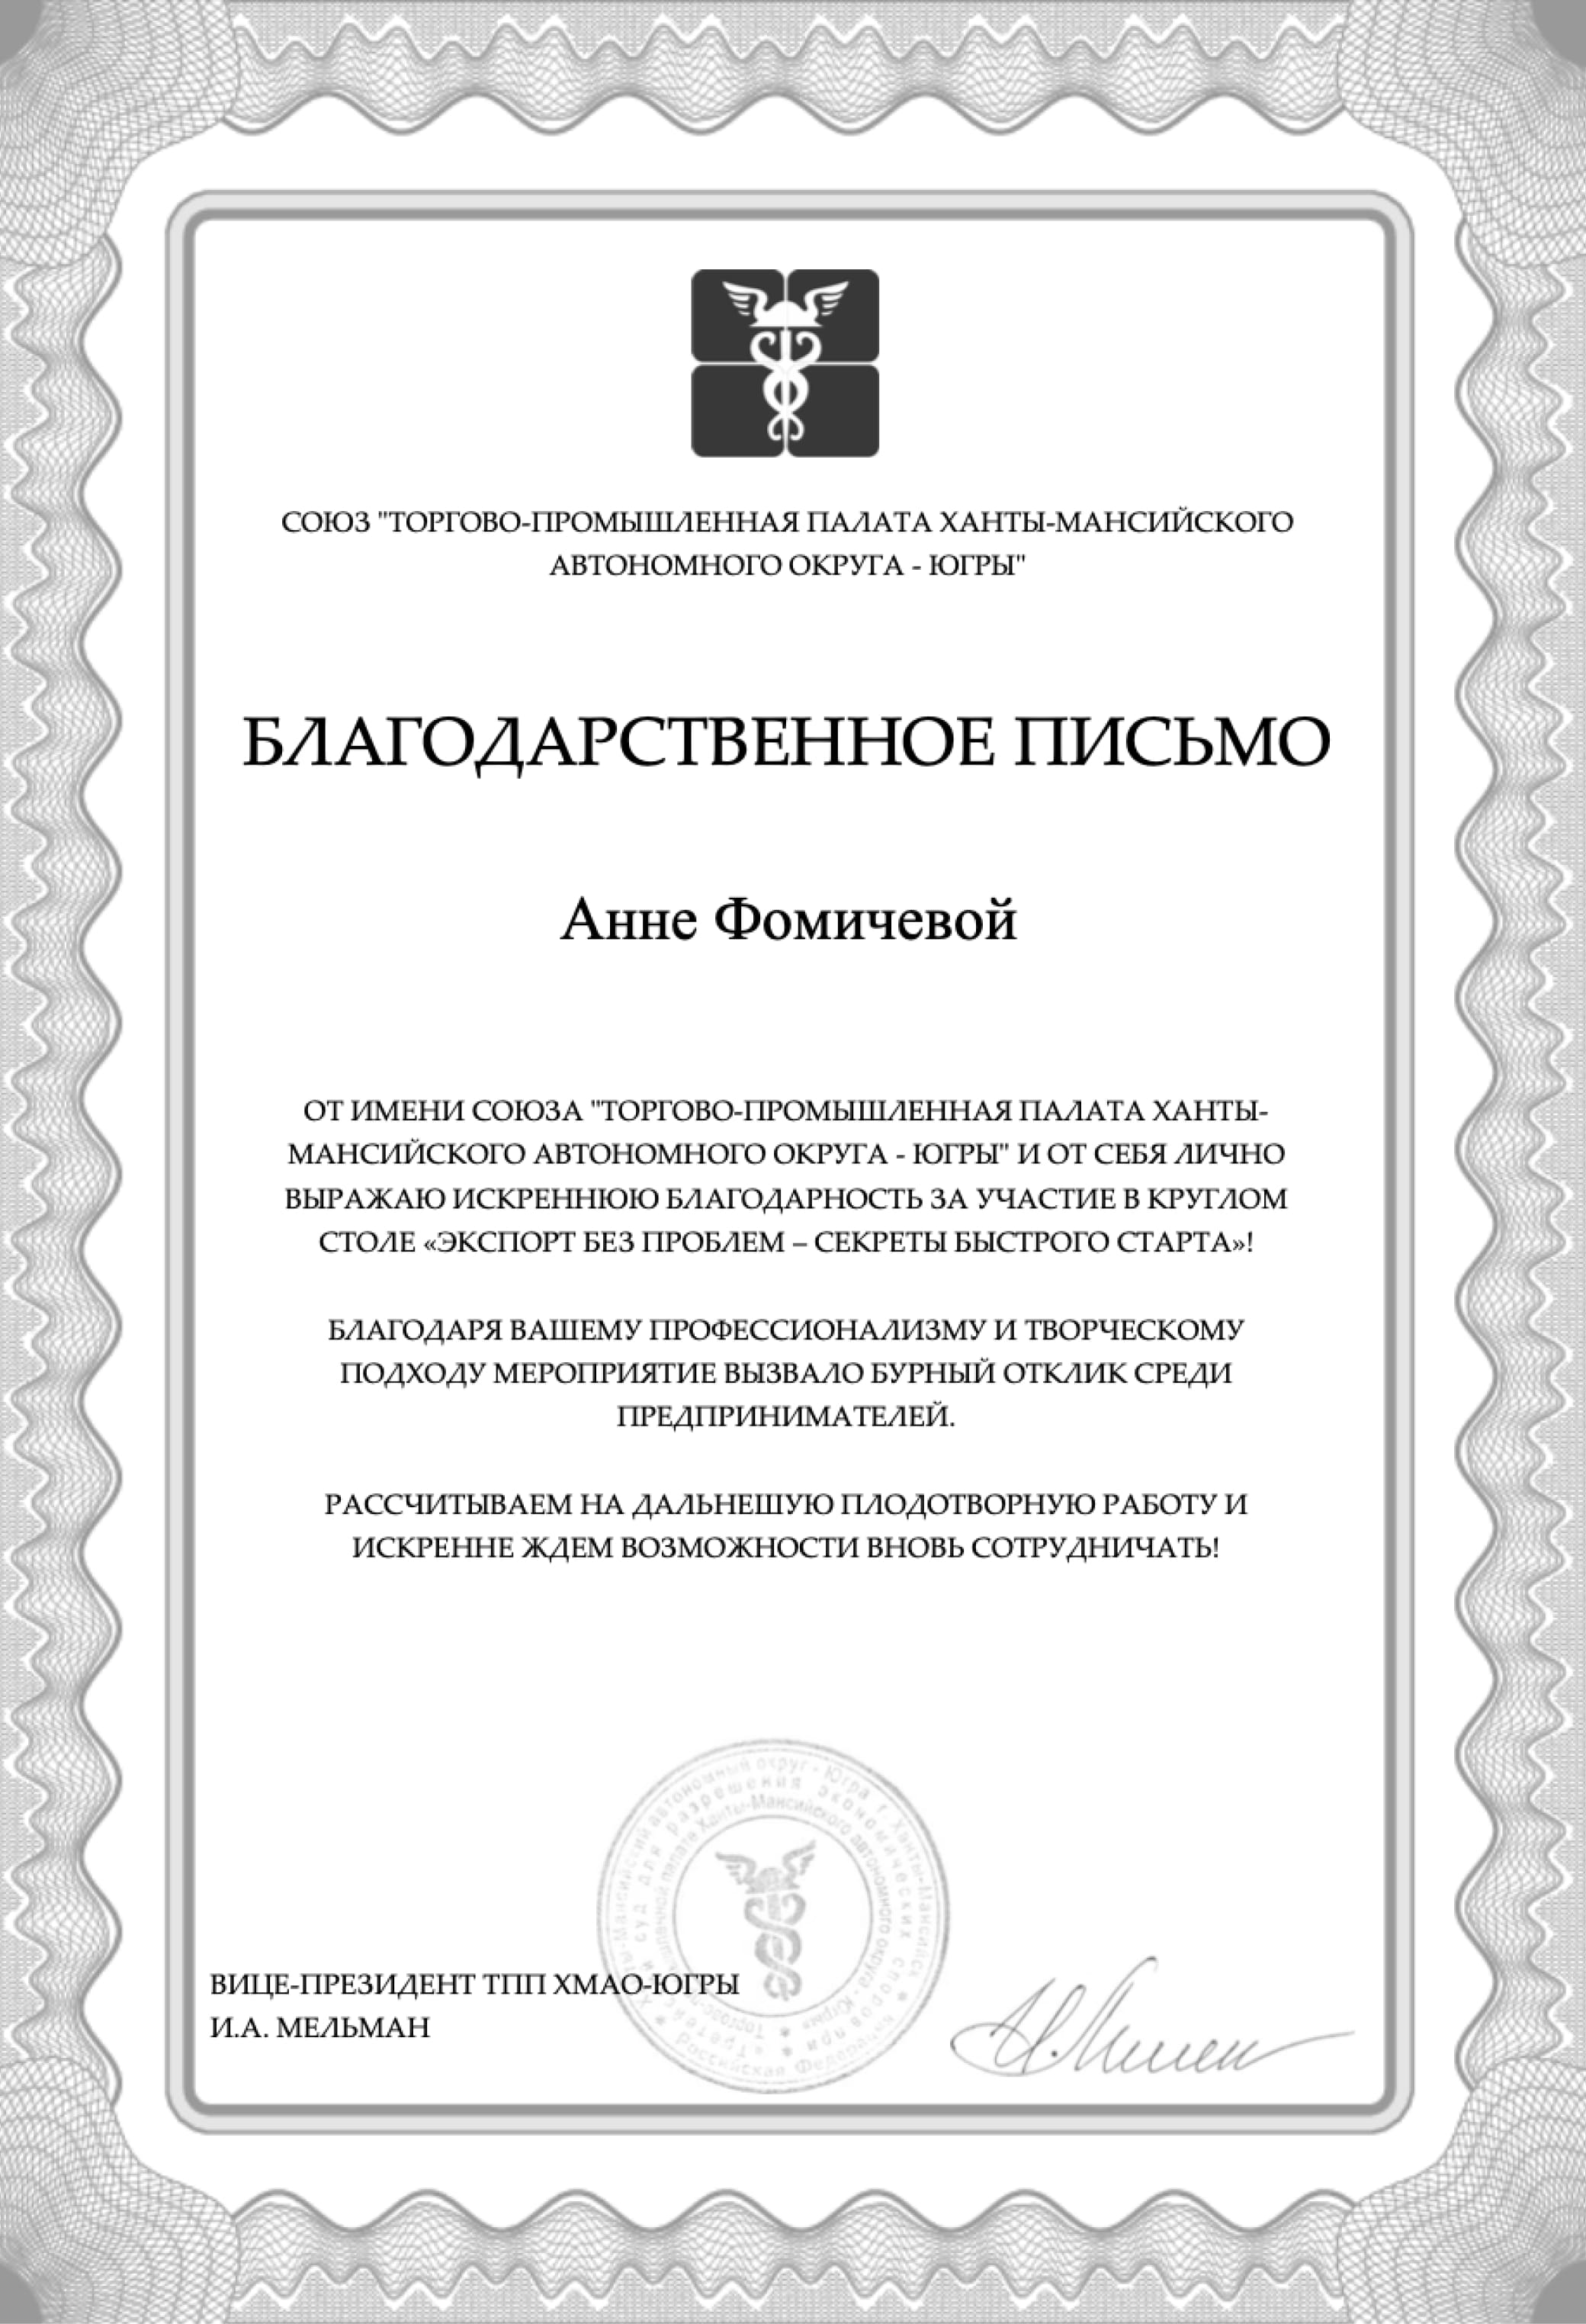 СОЮЗ "ТОРГОВО-ПРОМЫШЛЕННАЯ ПАЛАТА ХАНТЫ-МАНСИЙСКОГО
АВТОНОМНОГО ОКРУГА - ЮГРЫ"
БЛАГОДАРСТВЕННОЕ ПИСЬМО
Анне Фомичевой
ОТ ИМЕНИ СОЮЗА "ТОРГОВО-ПРОМЫШЛЕННАЯ ПАЛАТА ХАНТЫ-
МАНСИЙСКОГО АВТОНОМНОГО ОКРУГА - ЮГРЫ" И ОТ СЕБЯ ЛИЧНО
ВЫРАЖАЮ ИСКРЕННЮЮ БЛАГОДАРНОСТЬ ЗА УЧАСТИЕ В КРУГЛОМ
СТОЛЕ «ЭКСПОРТ БЕЗ ПРОБЛЕМ – СЕКРЕТЫ БЫСТРОГО СТАРТА»!
БЛАГОДАРЯ ВАШЕМУ ПРОФЕССИОНАЛИЗМУ И ТВОРЧЕСКОМУ
ПОДХОДУ МЕРОПРИЯТИЕ ВЫЗВАЛО БУРНЫЙ ОТКЛИК СРЕДИ
ПРЕДПРИНИМАТЕЛЕЙ.
РАССЧИТЫВАЕМ НА ДАЛЬНЕШУЮ ПЛОДОТВОРНУЮ РАБОТУ И
ИСКРЕННЕ ЖДЕМ ВОЗМОЖНОСТИ ВНОВЬ СОТРУДНИЧАТЬ!
Ханты-Мансийский автономный округ - Югра г. Ханты-Мансийск * Российская Федерация *
суд для разрешения экономических споров при *
палате Ханты-Мансийского автономного округа - Югры» *
ВИЦЕ-ПРЕЗИДЕНТ ТПП ХМАО-ЮГРЫ
И.А. МЕЛЬМАН